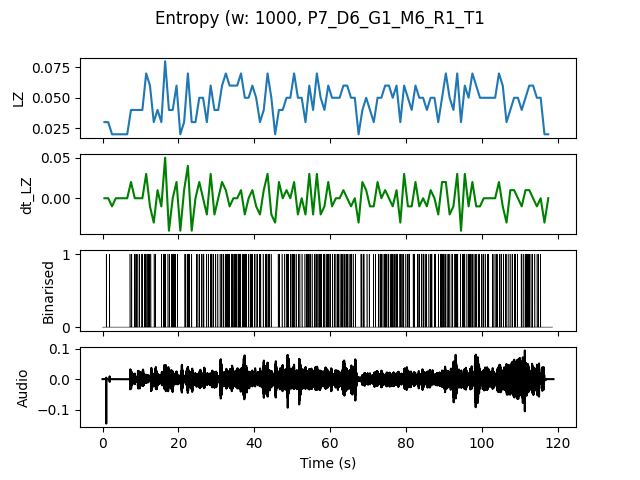 Entropy (w: 1000, P7_D6_G1_M6_R1_T1
0.075
0.050
0.025
LZ
0.05
0.00
dt_LZ
1
0
Binarised
0.1
0.0
−0.1
Audio
0 20 40 60 80 100 120
Time (s)